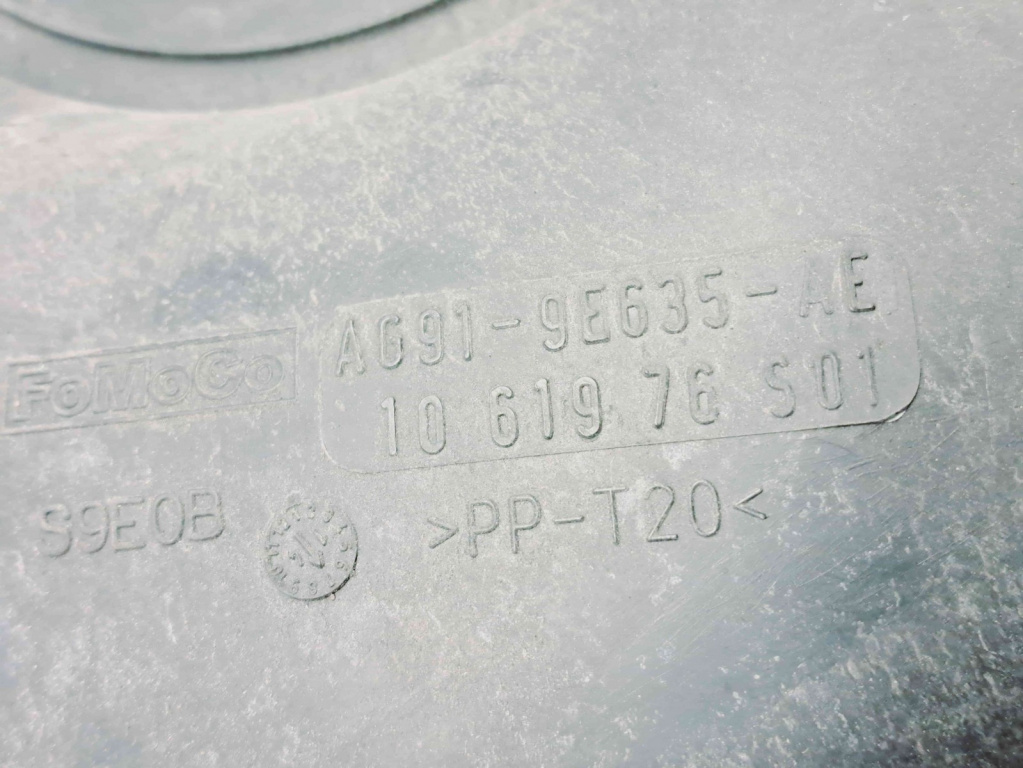 AG91-9E635-AE
FoMoCo
10 619 76 S01
S9E0B
>PP-T20<